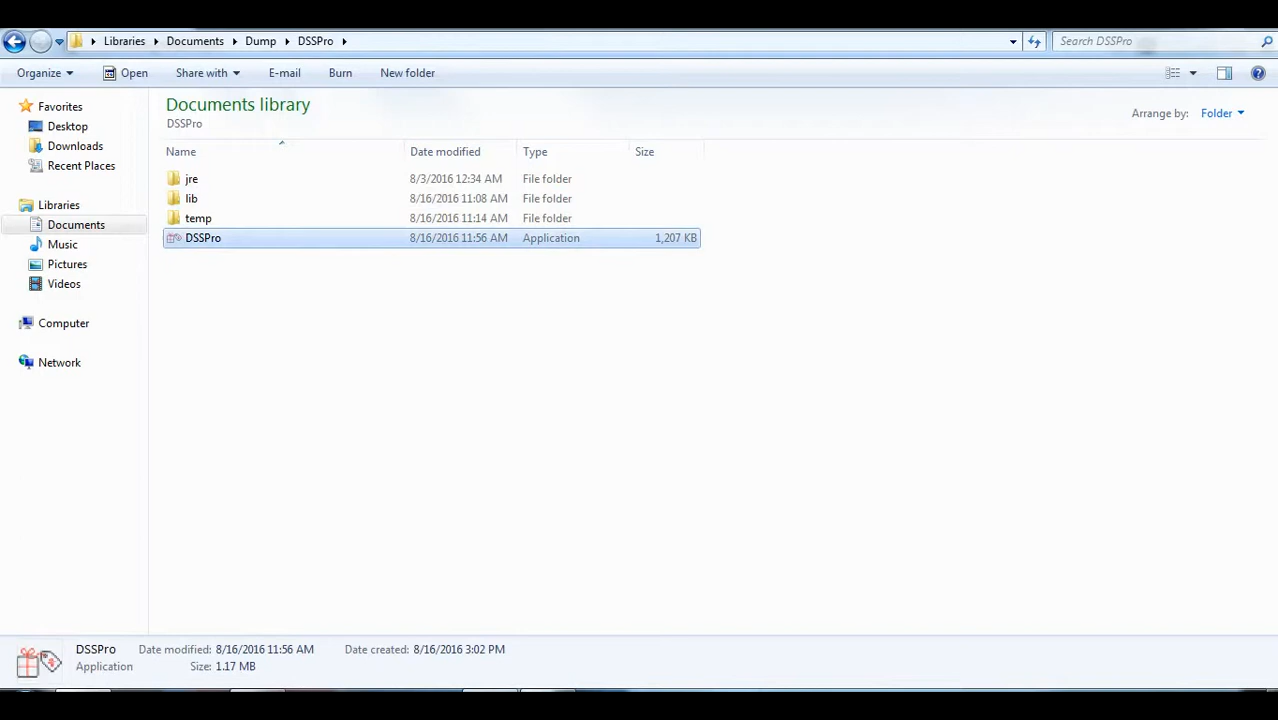 Libraries Documents Dump DSSPro Search DSSPro
Organize Open Share with E-mail Burn New folder
Favorites
Desktop
Downloads
Recent Places
Libraries
Documents
Music
Pictures
Videos
Computer
Network
Documents library
DSSPro
Arrange by: Folder
Name Date modified Type Size
jre 8/3/2016 12:34 AM File folder
lib 8/16/2016 11:08 AM File folder
temp 8/16/2016 11:14 AM File folder
DSSPro 8/16/2016 11:56 AM Application 1,207 KB
DSSPro Date modified: 8/16/2016 11:56 AM Date created: 8/16/2016 3:02 PM
Application Size: 1.17 MB